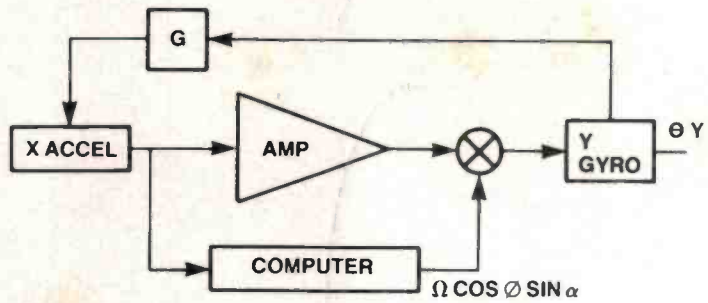 G
X ACCEL
AMP
Y
GYRO
Θ Y
COMPUTER
Ω COS Ø SIN α